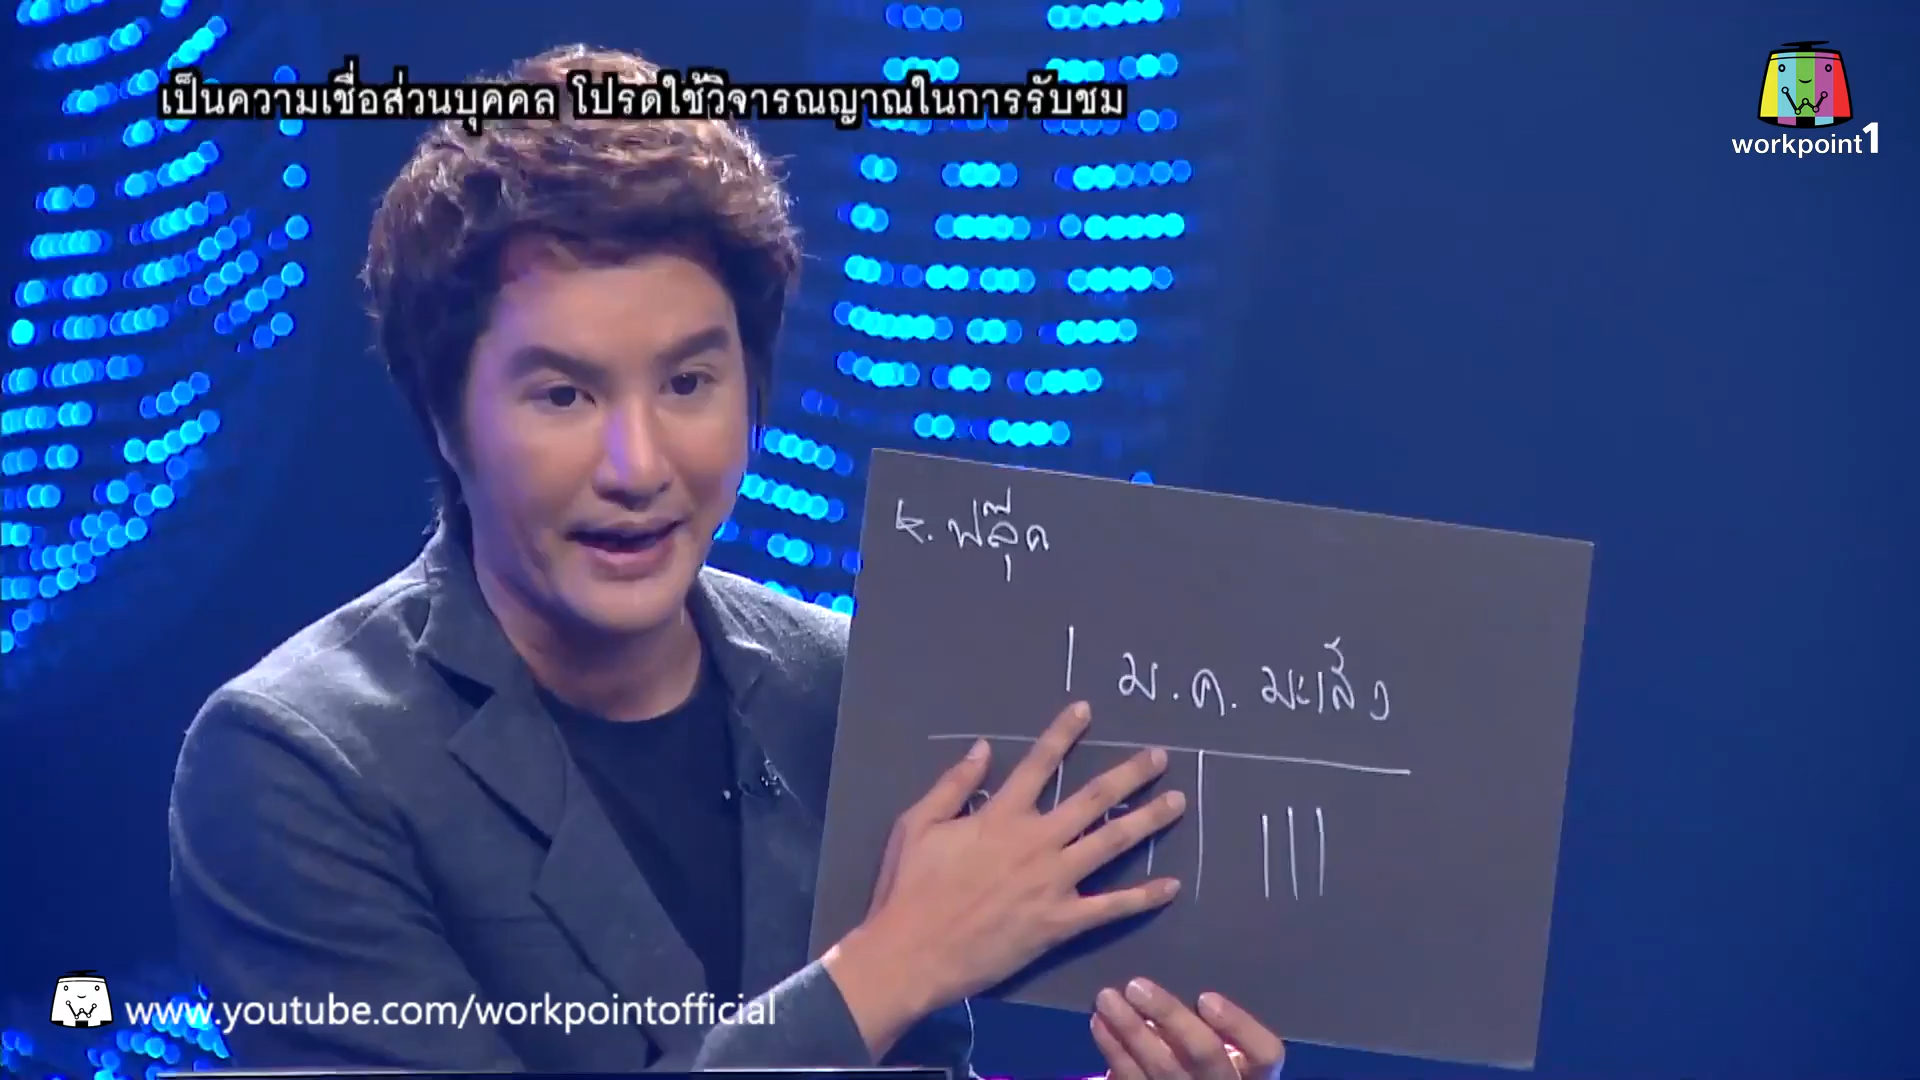 เป็นความเชื่อส่วนบุคคล โปรดใช้วิจารณญาณในการรับชม
workpoint1
k. ฟลุ๊ค
1 ม.ค. มะเส็ง
www.youtube.com/workpointofficial